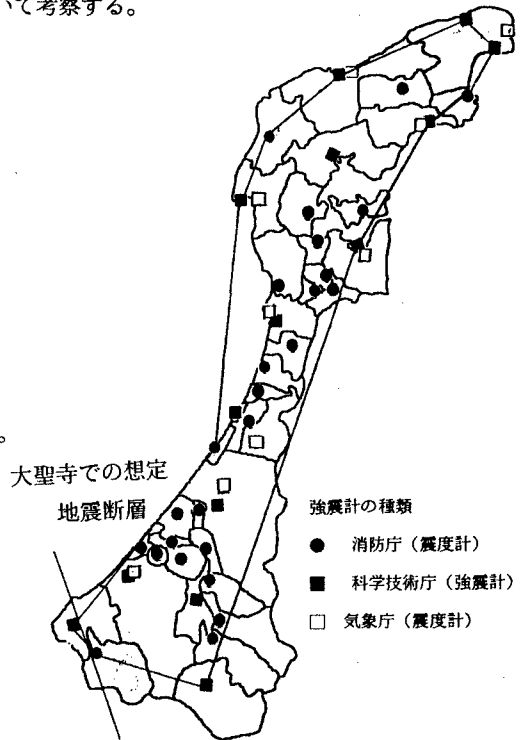 いて考察する。
。
大聖寺での想定
地震断層
強震計の種類
● 消防庁（震度計）
■ 科学技術庁（強震計）
□ 気象庁（震度計）